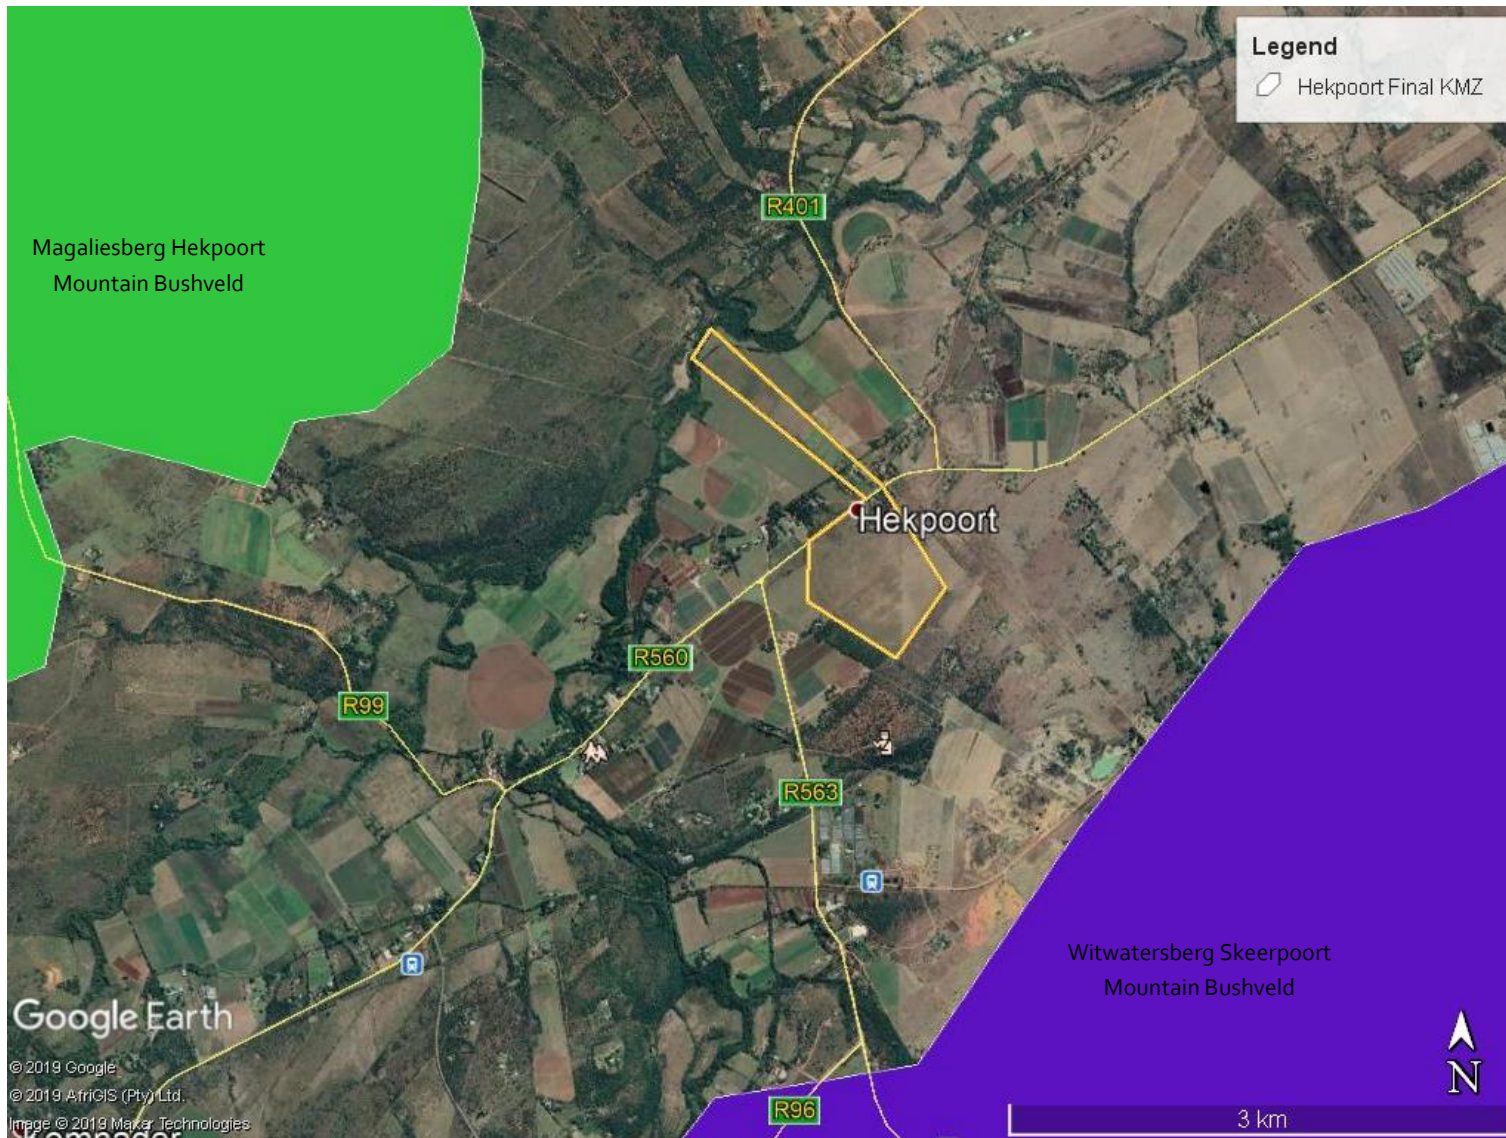 Legend
Hekpoort Final KMZ
R401
Magaliesberg Hekpoort
Mountain Bushveld
Hekpoort
R560
R99
R563
Witwatersberg Skeerpoort
Mountain Bushveld
Google Earth
N
© 2019 Google
© 2019 AfriGIS (Pty) Ltd.
Image © 2019 Maxar Technologies
R96
3 km